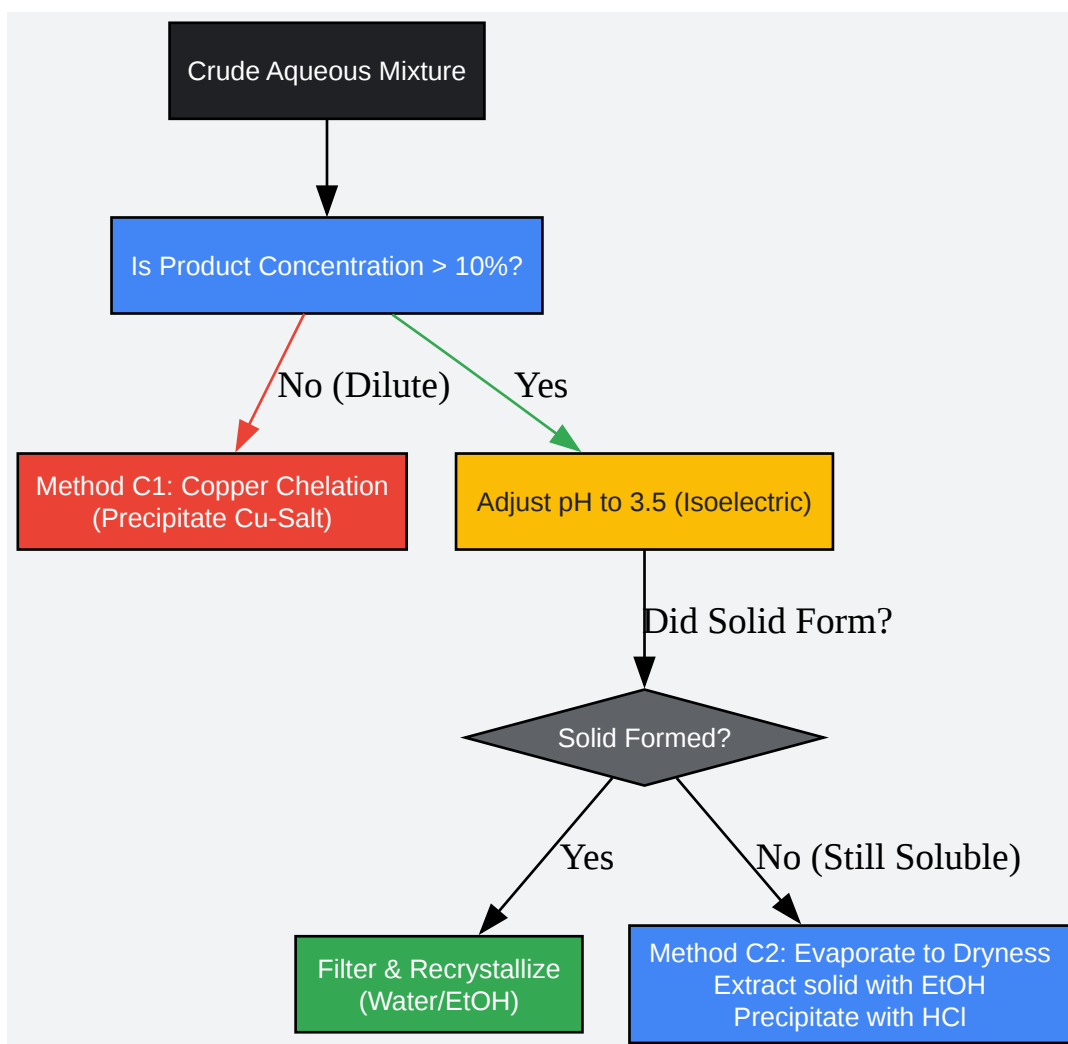 Crude Aqueous Mixture
Is Product Concentration > 10%?
No (Dilute)
Yes
Method C1: Copper Chelation
(Precipitate Cu-Salt)
Adjust pH to 3.5 (Isoelectric)
Did Solid Form?
Solid Formed?
Yes
No (Still Soluble)
Filter & Recrystallize
(Water/EtOH)
Method C2: Evaporate to Dryness
Extract solid with EtOH
Precipitate with HCl